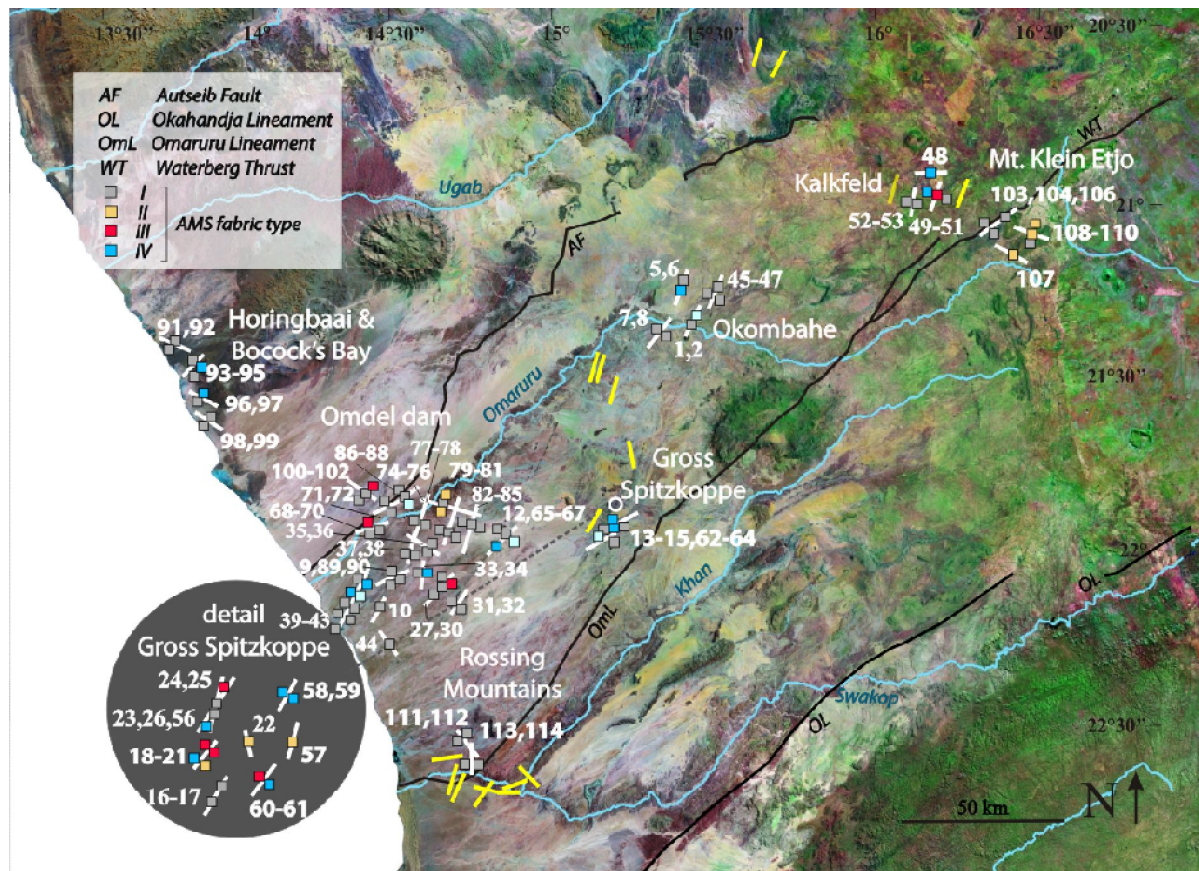 13°30" 14° 14°30" 15° 15°30" 16° 16°30" 20°30"
AF Autseib Fault
OL Okahandja Lineament
OmL Omaruru Lineament
WT Waterberg Thrust
I
II
III
IV
AMS fabric type
Ugab
AF
WT
48
Mt. Klein Etjo
Kalkfeld
103,104,106
21°
52-53
49-51
108-110
107
5,6
45-47
7,8
Okombahe
1,2
91,92
Horingbaai &
Bocock's Bay
93-95
96,97
98,99
21°30"
Omaruru
Omdel dam
77-78
86-88
100-102
74-76
79-81
71,72
82-85
68-70
12,65-67
35,36
Gross
Spitzkoppe
13-15,62-64
37,38
9,89,90
33,34
22°
Khan
OL
OmL
39-43
10
31,32
27,30
44
Rossing
Mountains
Swakop
OL
111,112
113,114
22°30"
detail
Gross Spitzkoppe
24,25
58,59
23,26,56
22
18-21
57
16-17
60-61
50 km
N